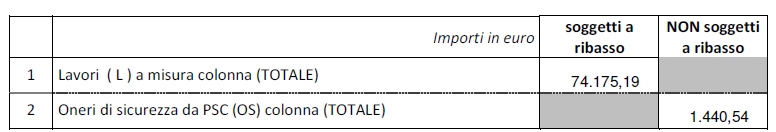 Importi in euro soggetti a ribasso NON soggetti a ribasso
1 Lavori ( L ) a misura colonna (TOTALE) 74.175,19
2 Oneri di sicurezza da PSC (OS) colonna (TOTALE) 1.440,54